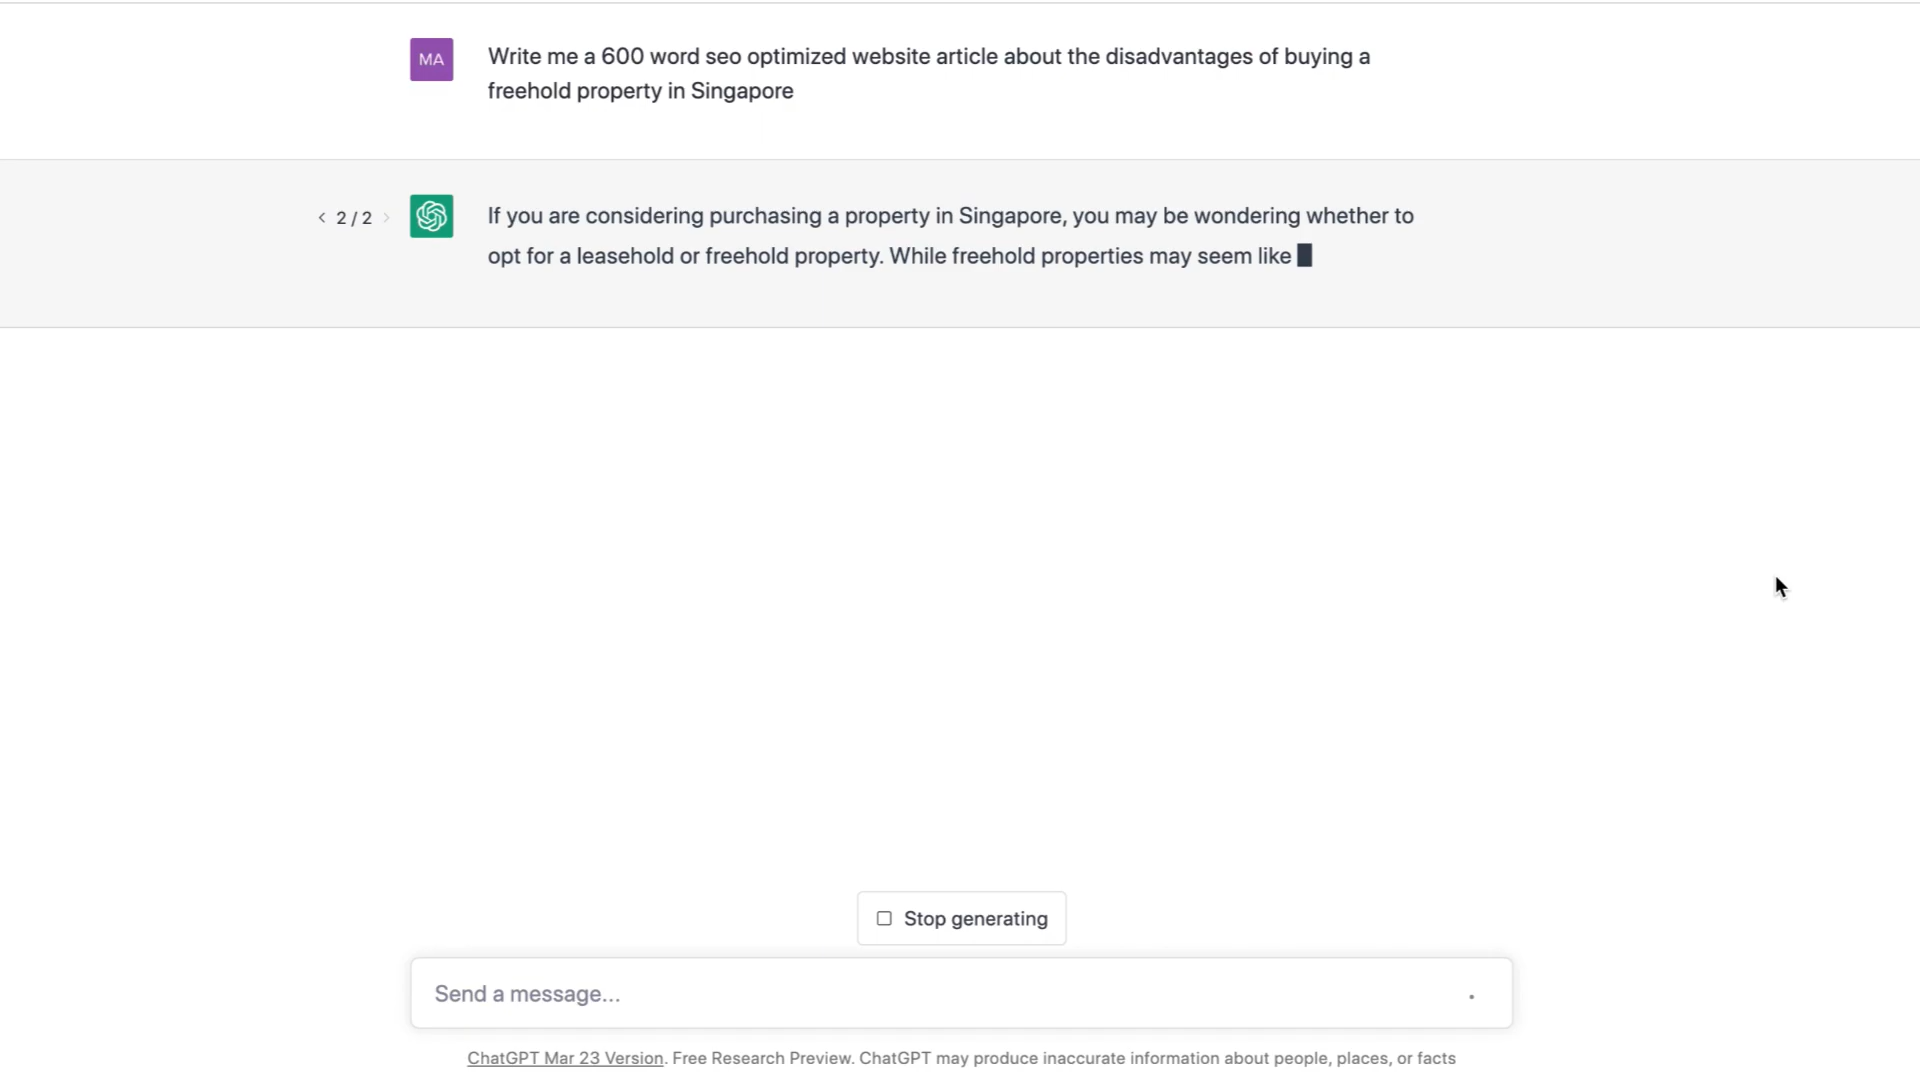 MA
Write me a 600 word seo optimized website article about the disadvantages of buying a
freehold property in Singapore
< 2 / 2 >
If you are considering purchasing a property in Singapore, you may be wondering whether to
opt for a leasehold or freehold property. While freehold properties may seem like
Stop generating
Send a message...
ChatGPT Mar 23 Version. Free Research Preview. ChatGPT may produce inaccurate information about people, places, or facts